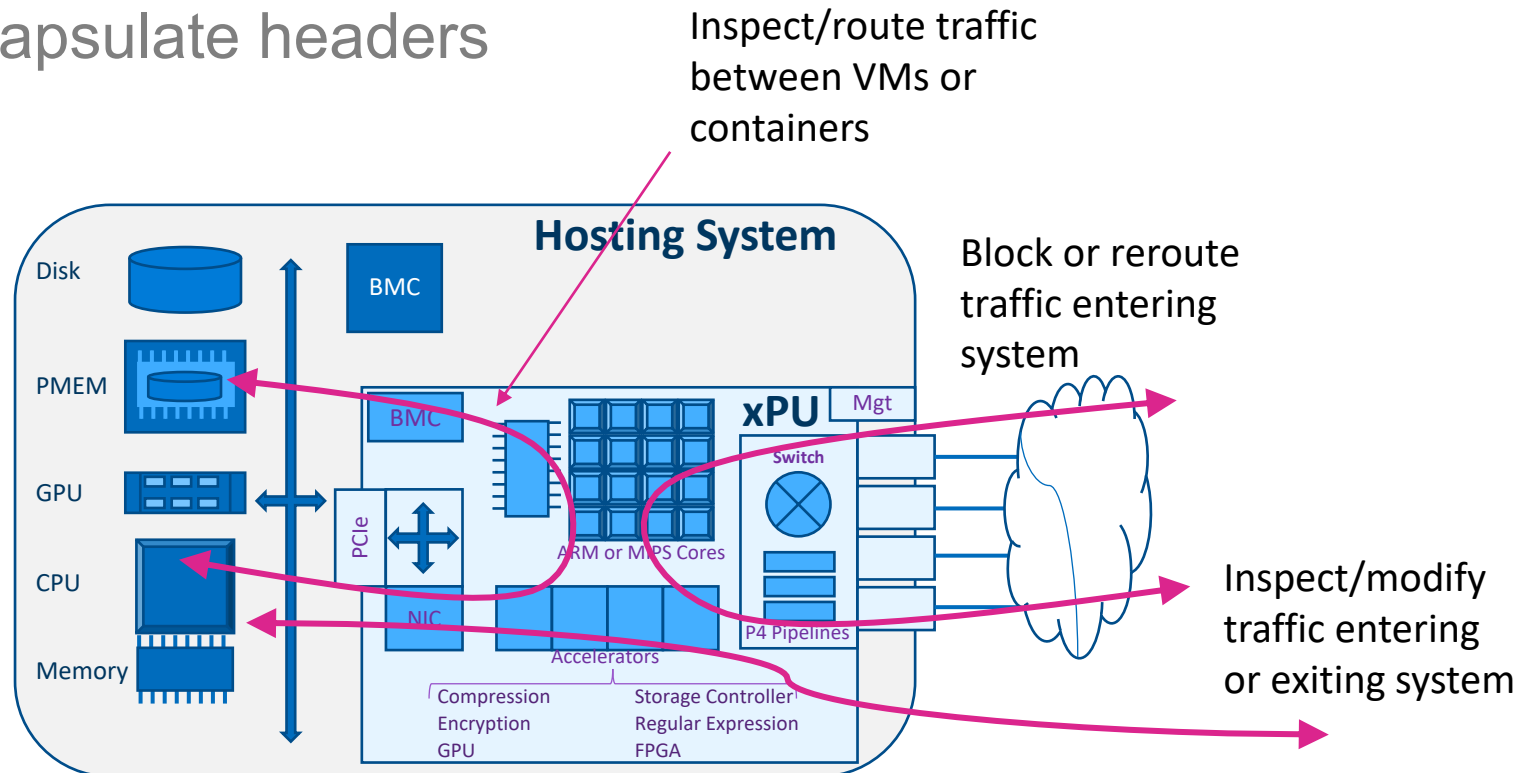 apsulate headers
Inspect/route traffic
between VMs or
containers
Hosting System
Disk
BMC
Block or reroute
traffic entering
system
PMEM
BMC
xPU
Mgt
Switch
GPU
PCIe
ARM or MIPS Cores
CPU
NIC
P4 Pipelines
Inspect/modify
traffic entering
or exiting system
Memory
Accelerators
Compression
Storage Controller
Encryption
Regular Expression
GPU
FPGA